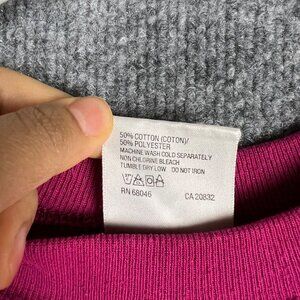 50% COTTON (COTON)/
50% POLYESTER
MACHINE WASH COLD SEPARATELY
NON CHLORINE BLEACH
TUMBLE DRY LOW DO NOT IRON
RN 68046 CA 20832